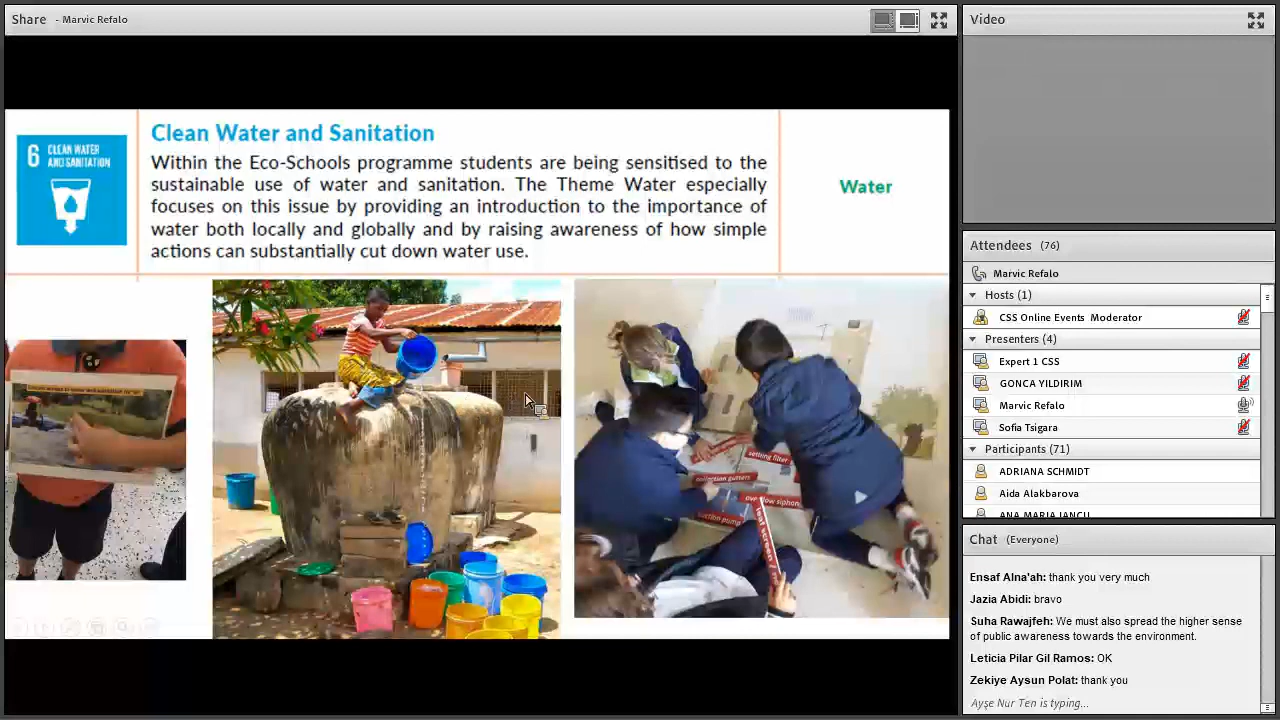 Share - Marvic Refalo
6 CLEAN WATER
AND SANITATION
Clean Water and Sanitation
Within the Eco-Schools programme students are being sensitised to the
sustainable use of water and sanitation. The Theme Water especially
focuses on this issue by providing an introduction to the importance of
water both locally and globally and by raising awareness of how simple
actions can substantially cut down water use.
Water
settling filter
collection gutters
overflow siphon
suction pump
leaf screens
Video
Attendees (76)
Marvic Refalo
Hosts (1)
CSS Online Events Moderator
Presenters (4)
Expert 1 CSS
GONCA YILDIRIM
Marvic Refalo
Sofia Tsigara
Participants (71)
ADRIANA SCHMIDT
Aida Alakbarova
ANA MARIA IANCU
Chat (Everyone)
Ensaf Alna'ah: thank you very much
Jazia Abidi: bravo
Suha Rawajfeh: We must also spread the higher sense
of public awareness towards the environment.
Leticia Pilar Gil Ramos: OK
Zekiye Aysun Polat: thank you
Ayşe Nur Ten is typing...